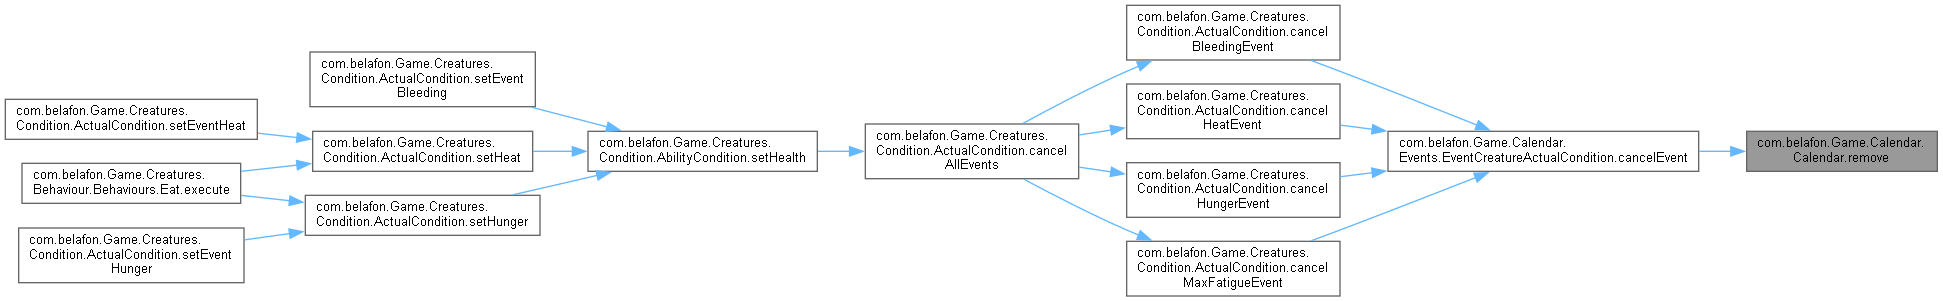 com.belafon.Game.Creatures.
Condition.ActualCondition.setEventHeat
com.belafon.Game.Creatures.
Behaviour.Behaviours.Eat.execute
com.belafon.Game.Creatures.
Condition.ActualCondition.setEvent
Hunger
com.belafon.Game.Creatures.
Condition.ActualCondition.setEvent
Bleeding
com.belafon.Game.Creatures.
Condition.ActualCondition.setHeat
com.belafon.Game.Creatures.
Condition.ActualCondition.setHunger
com.belafon.Game.Creatures.
Condition.AbilityCondition.setHealth
com.belafon.Game.Creatures.
Condition.ActualCondition.cancel
AllEvents
com.belafon.Game.Creatures.
Condition.ActualCondition.cancel
BleedingEvent
com.belafon.Game.Creatures.
Condition.ActualCondition.cancel
HeatEvent
com.belafon.Game.Creatures.
Condition.ActualCondition.cancel
HungerEvent
com.belafon.Game.Creatures.
Condition.ActualCondition.cancel
MaxFatigueEvent
com.belafon.Game.Calendar.
Events.EventCreatureActualCondition.cancelEvent
com.belafon.Game.Calendar.
Calendar.remove